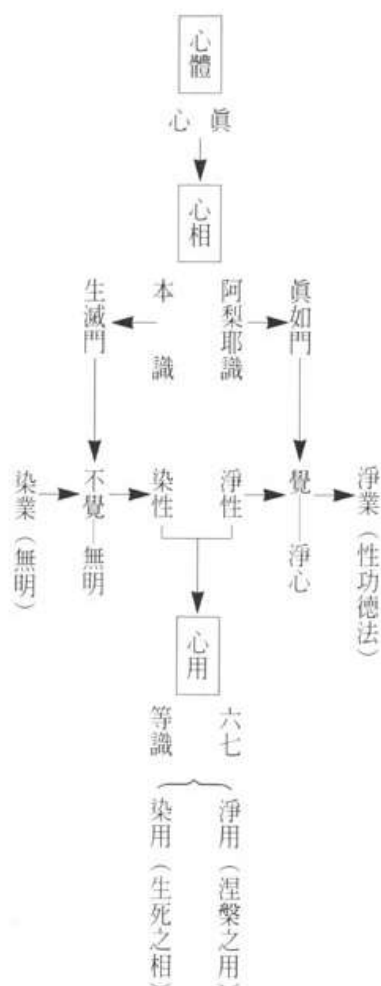 心體
眞心
心相
眞如門
阿梨耶識
本識
生滅門
淨業（性功德法）
覺—淨心
淨性
染性
不覺—無明
染業（無明）
心用
六七
等識
淨用（涅槃之用）
染用（生死之相）